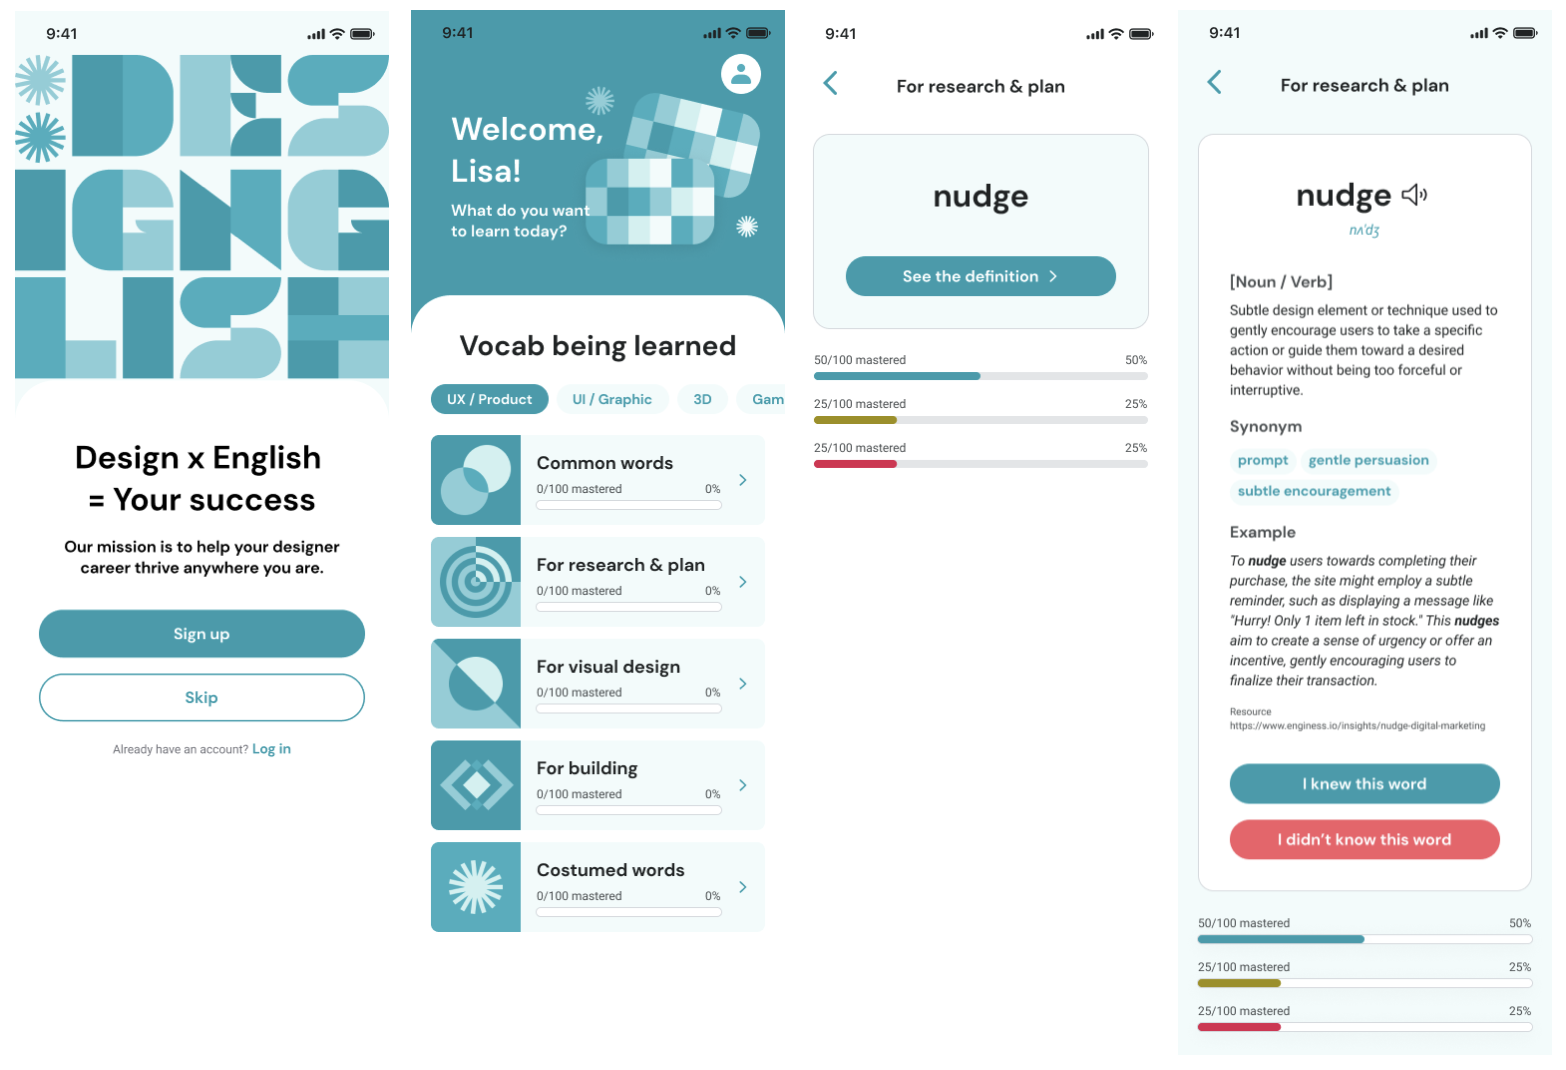 9:41
DES
IGNG
LISH
Design x English
= Your success
Our mission is to help your designer
career thrive anywhere you are.
Sign up
Skip
Already have an account? Log in
9:41
Welcome,
Lisa!
What do you want
to learn today?
Vocab being learned
UX / Product
UI / Graphic
3D
Gam
Common words
0/100 mastered 0%
For research & plan
0/100 mastered 0%
For visual design
0/100 mastered 0%
For building
0/100 mastered 0%
Costumed words
0/100 mastered 0%
9:41
For research & plan
nudge
See the definition
50/100 mastered 50%
25/100 mastered 25%
25/100 mastered 25%
9:41
For research & plan
nudge
nʌ'dʒ
[Noun / Verb]
Subtle design element or technique used to
gently encourage users to take a specific
action or guide them toward a desired
behavior without being too forceful or
interruptive.
Synonym
prompt gentle persuasion
subtle encouragement
Example
To nudge users towards completing their
purchase, the site might employ a subtle
reminder, such as displaying a message like
"Hurry! Only 1 item left in stock." This nudges
aim to create a sense of urgency or offer an
incentive, gently encouraging users to
finalize their transaction.
Resource
https://www.enginess.io/insights/nudge-digital-marketing
I knew this word
I didn't know this word
50/100 mastered 50%
25/100 mastered 25%
25/100 mastered 25%